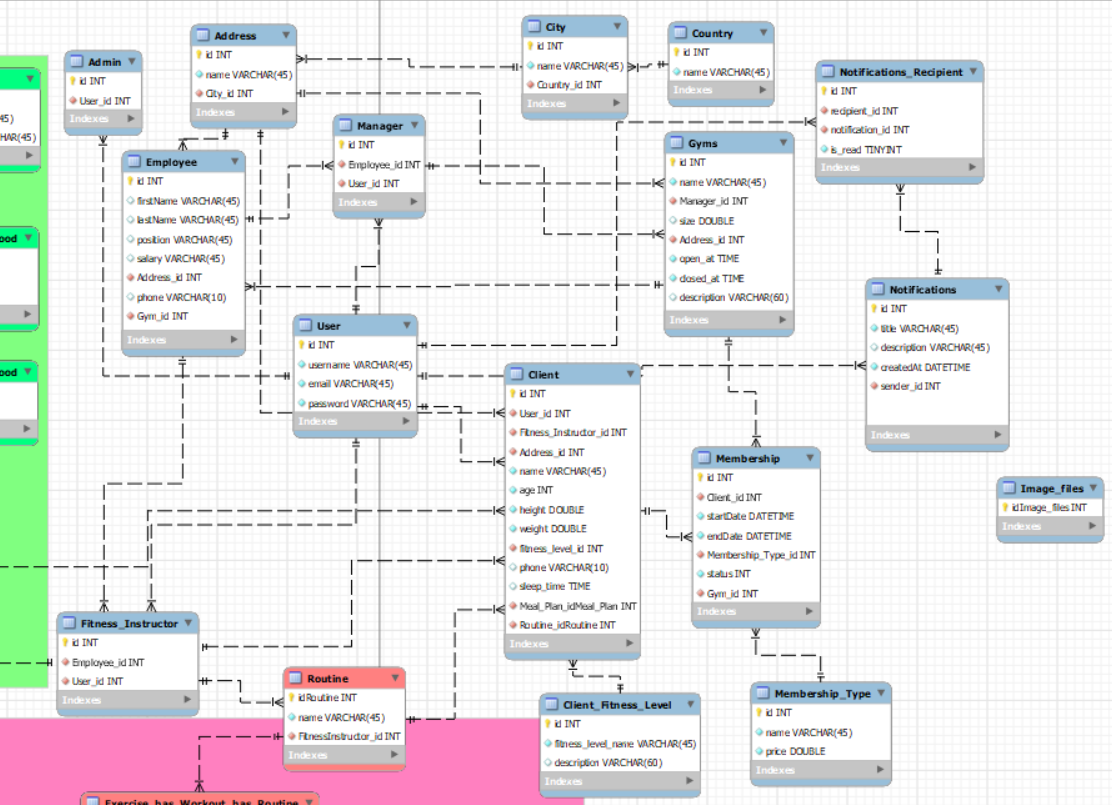 45)
HAR(45)
ood
ood
Admin
id INT
User_id INT
Indexes
Address
id INT
name VARCHAR(45)
City_id INT
Indexes
City
id INT
name VARCHAR(45)
Country_id INT
Indexes
Country
id INT
name VARCHAR(45)
Indexes
Notifications_Recipient
id INT
recipient_id INT
notification_id INT
is_read TINYINT
Indexes
Manager
id INT
Employee_id INT
User_id INT
Indexes
Employee
id INT
firstName VARCHAR(45)
lastName VARCHAR(45)
position VARCHAR(45)
salary VARCHAR(45)
Address_id INT
phone VARCHAR(10)
Gym_id INT
Indexes
Gyms
id INT
name VARCHAR(45)
Manager_id INT
size DOUBLE
Address_id INT
open_at TIME
closed_at TIME
description VARCHAR(60)
Indexes
Notifications
id INT
title VARCHAR(45)
description VARCHAR(45)
createdAt DATETIME
sender_id INT
Indexes
User
id INT
username VARCHAR(45)
email VARCHAR(45)
password VARCHAR(45)
Indexes
Client
id INT
User_id INT
Fitness_Instructor_id INT
Address_id INT
name VARCHAR(45)
age INT
height DOUBLE
weight DOUBLE
fitness_level_id INT
phone VARCHAR(10)
sleep_time TIME
Meal_Plan_idMeal_Plan INT
Routine_idRoutine INT
Indexes
Membership
id INT
Client_id INT
startDate DATETIME
endDate DATETIME
Membership_Type_id INT
status INT
Gym_id INT
Indexes
Image_files
idImage_files INT
Indexes
Fitness_Instructor
id INT
Employee_id INT
User_id INT
Indexes
Routine
idRoutine INT
name VARCHAR(45)
FitnessInstructor_id INT
Indexes
Client_Fitness_Level
id INT
fitness_level_name VARCHAR(45)
description VARCHAR(60)
Indexes
Membership_Type
id INT
name VARCHAR(45)
price DOUBLE
Indexes
Exercise_has_Workout_has_Routine